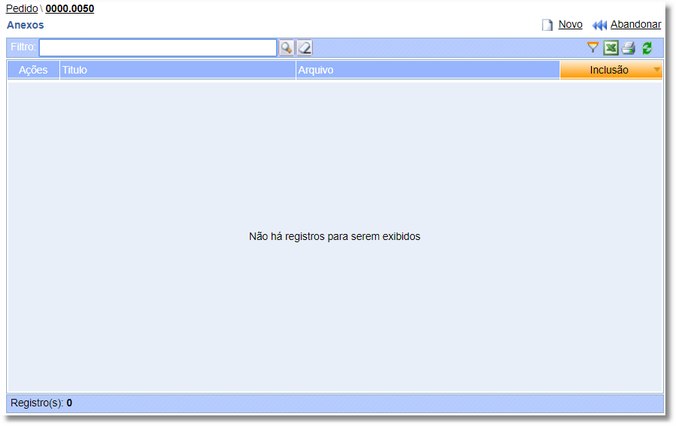 Pedido \ 0000.0050
Anexos Novo Abandonar
Filtro:
Ações Título Arquivo Inclusão
Não há registros para serem exibidos
Registro(s): 0